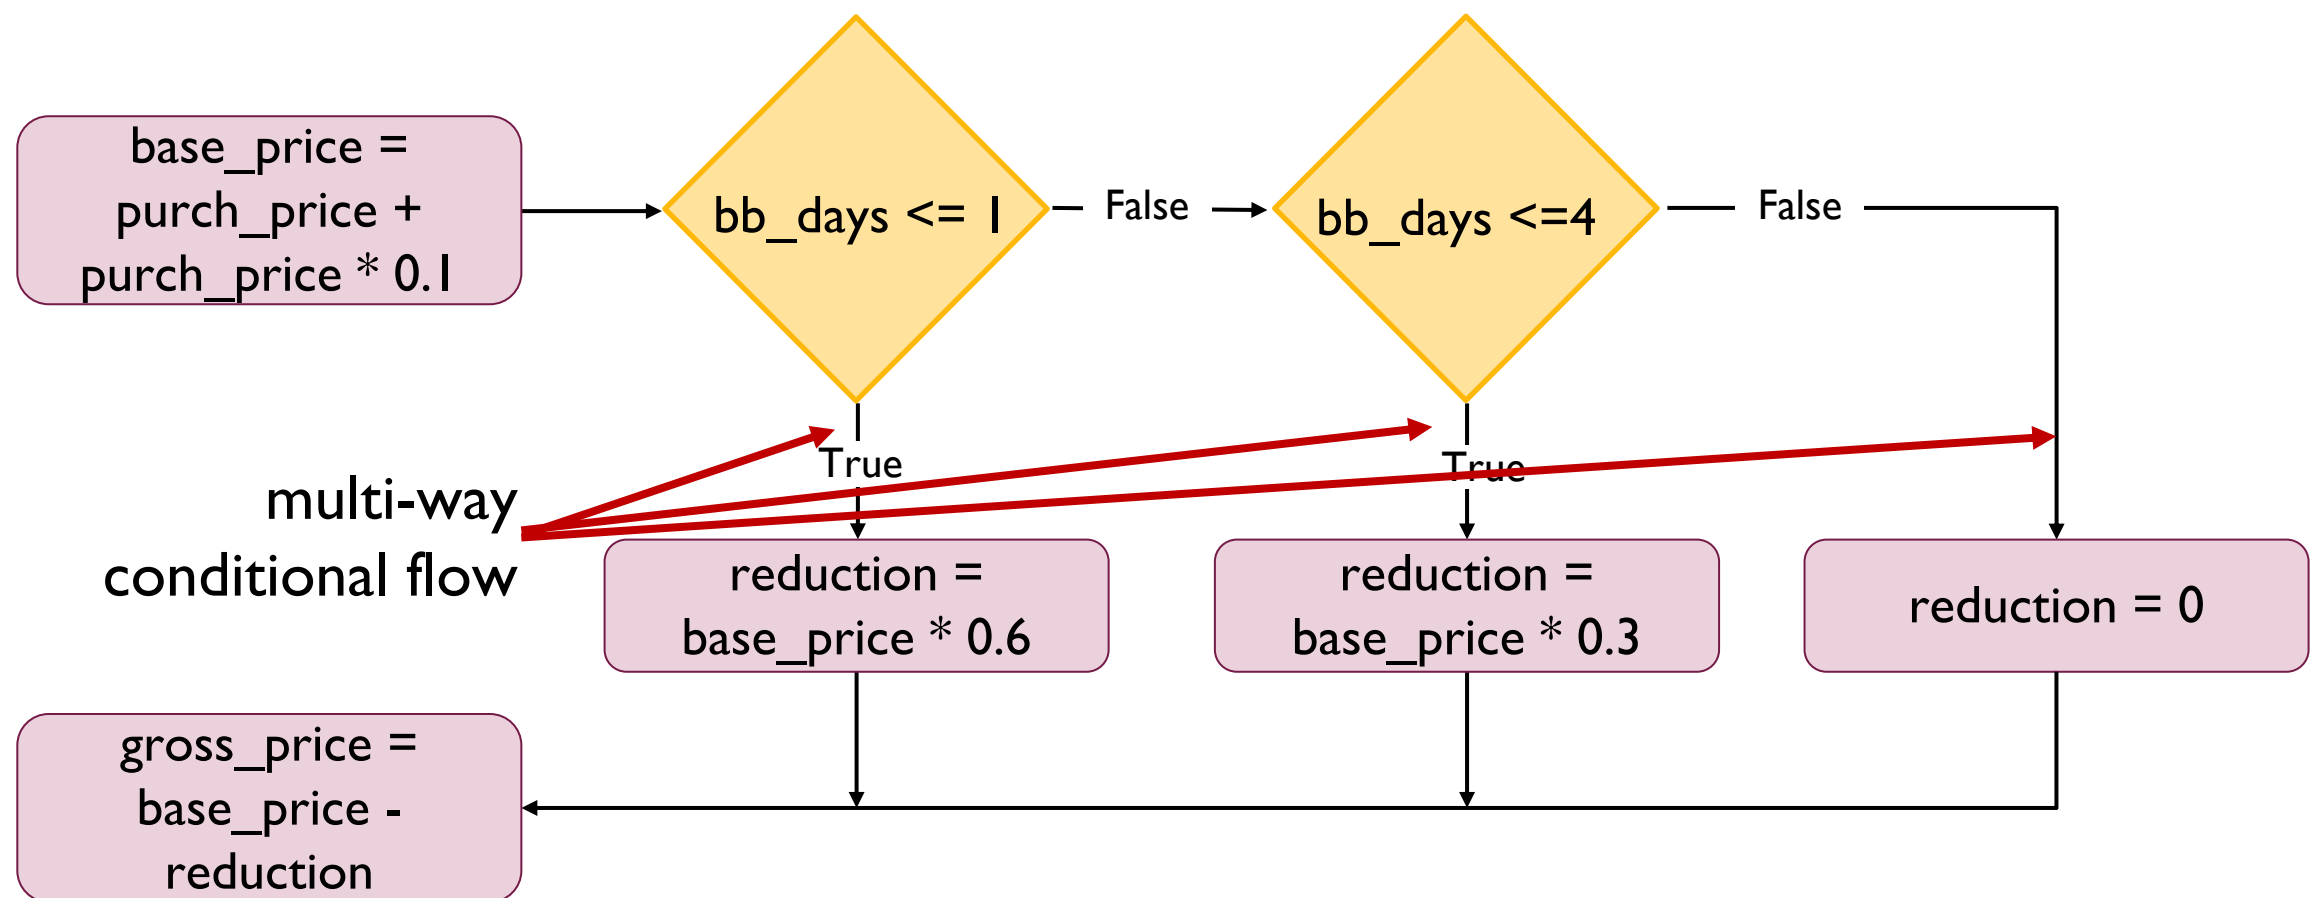 base_price =
purch_price +
purch_price * 0.1
bb_days <= 1
False
bb_days <=4
False
True
True
multi-way
conditional flow
reduction =
base_price * 0.6
reduction =
base_price * 0.3
reduction = 0
gross_price =
base_price -
reduction